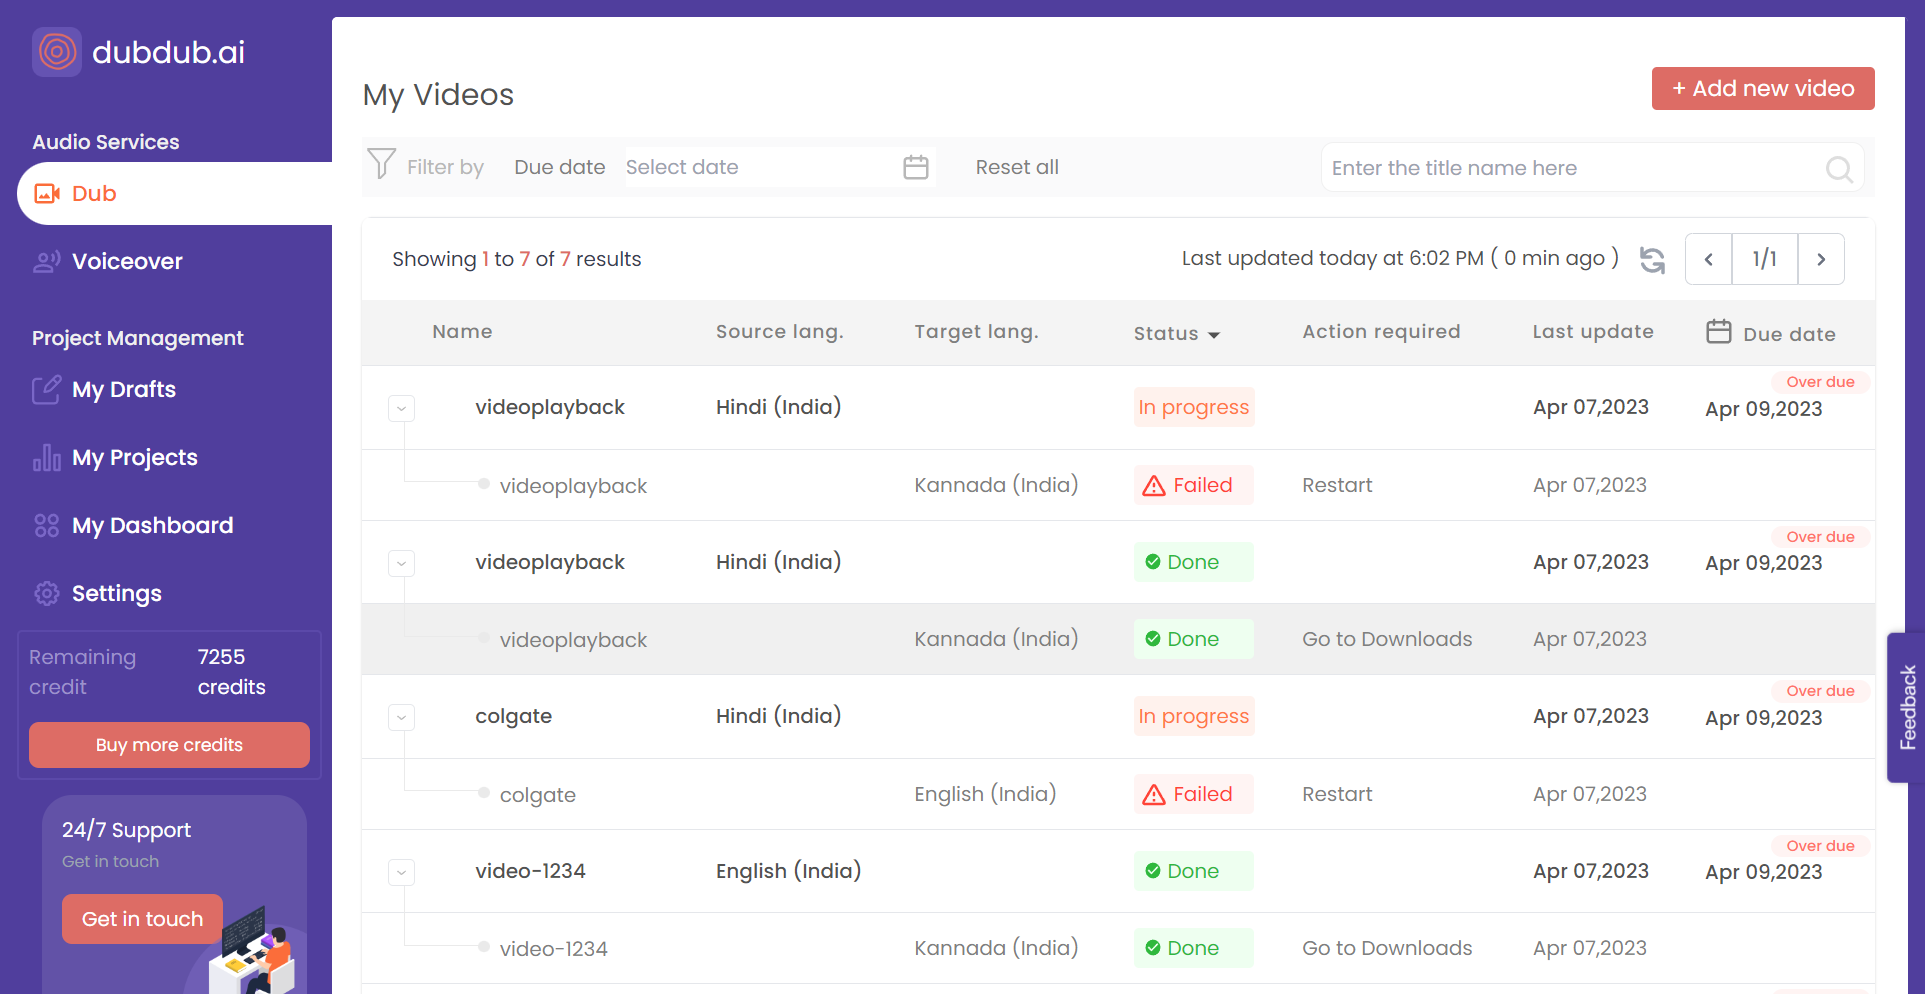 dubdub.ai
Audio Services
Dub
Voiceover
Project Management
My Drafts
My Projects
My Dashboard
Settings
Remaining credit
7255 credits
Buy more credits
24/7 Support
Get in touch
Get in touch
My Videos
+ Add new video
Filter by Due date Select date Reset all Enter the title name here
Showing 1 to 7 of 7 results Last updated today at 6:02 PM ( 0 min ago ) 1/1
Name Source lang. Target lang. Status Action required Last update Due date
Over due
videoplayback Hindi (India) In progress Apr 07,2023 Apr 09,2023
videoplayback Kannada (India) Failed Restart Apr 07,2023
Over due
videoplayback Hindi (India) Done Apr 07,2023 Apr 09,2023
videoplayback Kannada (India) Done Go to Downloads Apr 07,2023
Over due
colgate Hindi (India) In progress Apr 07,2023 Apr 09,2023
colgate English (India) Failed Restart Apr 07,2023
Over due
video-1234 English (India) Done Apr 07,2023 Apr 09,2023
video-1234 Kannada (India) Done Go to Downloads Apr 07,2023
Feedback